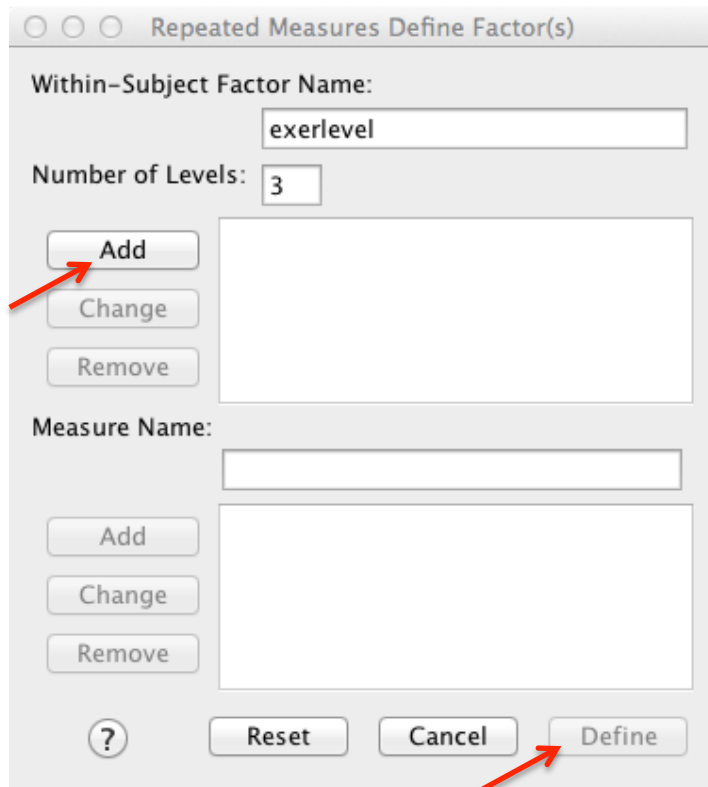 Repeated Measures Define Factor(s)
Within-Subject Factor Name:
exerlevel
Number of Levels: 3
Add
Change
Remove
Measure Name:
Add
Change
Remove
? Reset Cancel Define